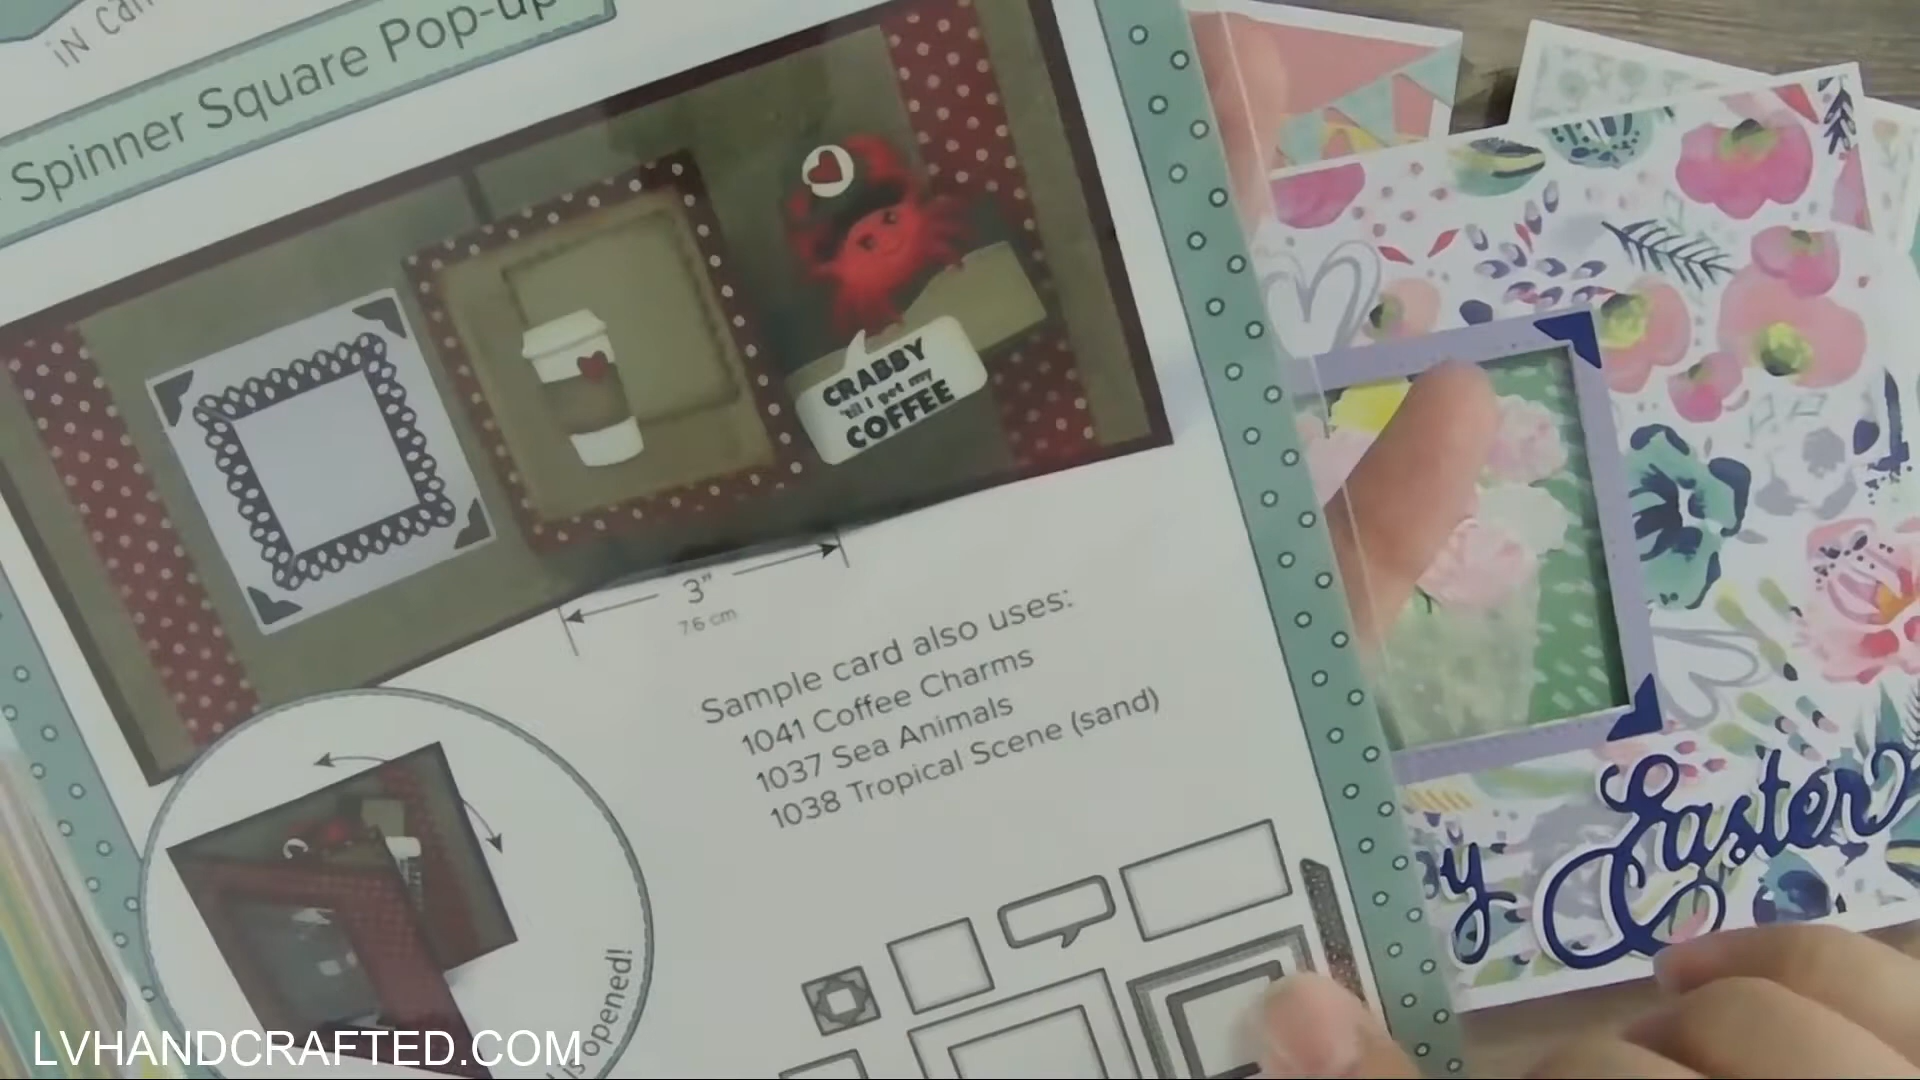 iN
Spinner Square Pop-up
CRABBY
'til I get my
COFFEE
3"
7.6 cm
Sample card also uses:
1041 Coffee Charms
1037 Sea Animals
1038 Tropical Scene (sand)
opened!
Easter
LVHANDCRAFTED.COM